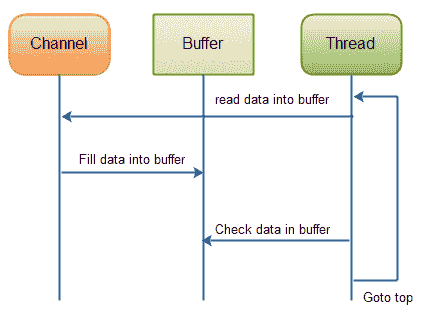 Channel
Buffer
Thread
read data into buffer
Fill data into buffer
Check data in buffer
Goto top